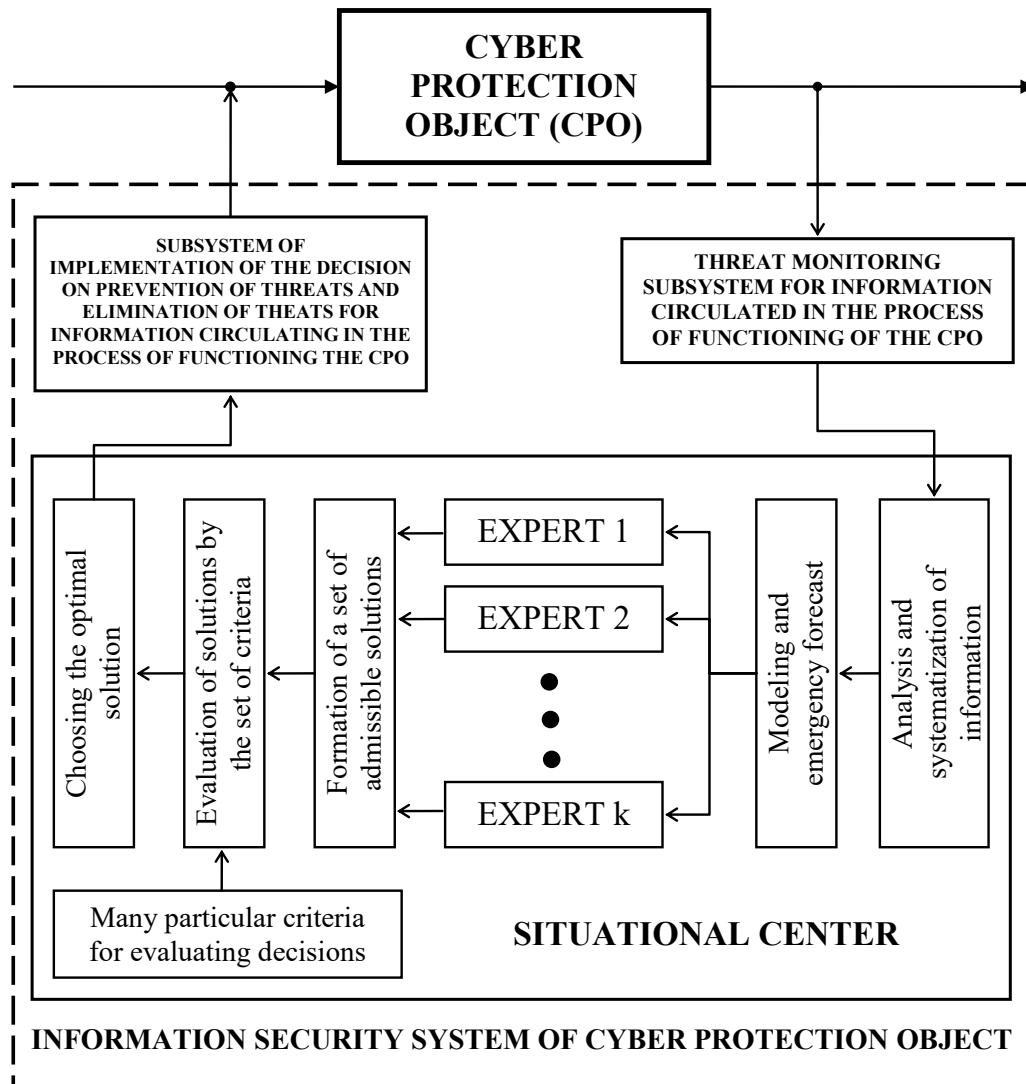 CYBER
PROTECTION
OBJECT (CPO)
SUBSYSTEM OF
IMPLEMENTATION OF THE DECISION
ON PREVENTION OF THREATS AND
ELIMINATION OF THEATS FOR
INFORMATION CIRCULATING IN THE
PROCESS OF FUNCTIONING THE CPO
THREAT MONITORING
SUBSYSTEM FOR INFORMATION
CIRCULATED IN THE PROCESS
OF FUNCTIONING OF THE CPO
Choosing the optimal
solution
Evaluation of solutions by
the set of criteria
Formation of a set of
admissible solutions
EXPERT 1
EXPERT 2
EXPERT k
Modeling and
emergency forecast
Analysis and
systematization of
information
Many particular criteria
for evaluating decisions
SITUATIONAL CENTER
INFORMATION SECURITY SYSTEM OF CYBER PROTECTION OBJECT